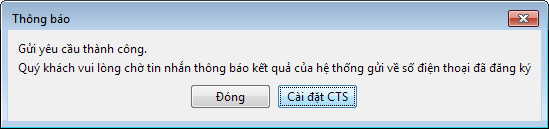 Thông báo
Gửi yêu cầu thành công.
Quý khách vui lòng chờ tin nhắn thông báo kết quả của hệ thống gửi về số điện thoại đã đăng ký
Đóng
Cài đặt CTS